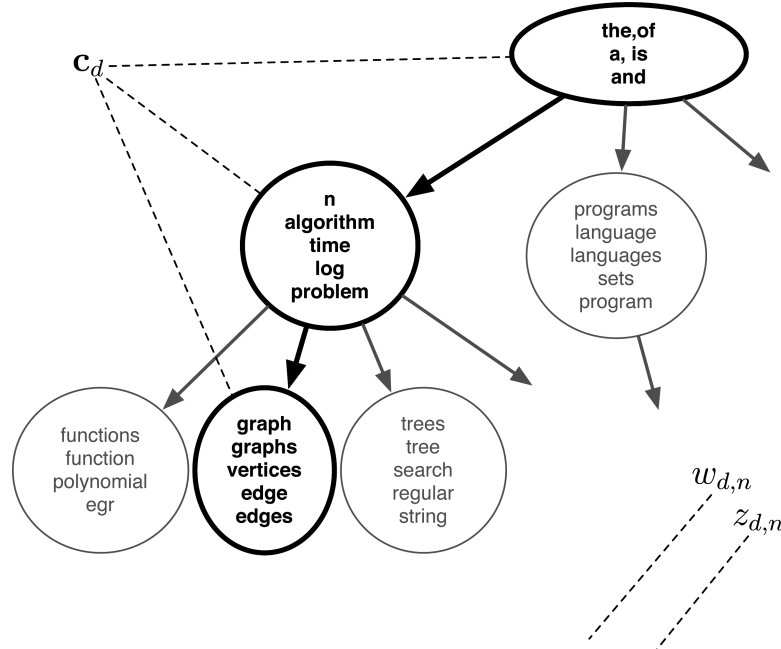 the,of
a, is
and
c_d
n
algorithm
time
log
problem
programs
language
languages
sets
program
functions
function
polynomial
egr
graph
graphs
vertices
edge
edges
trees
tree
search
regular
string
w_{d,n}
z_{d,n}